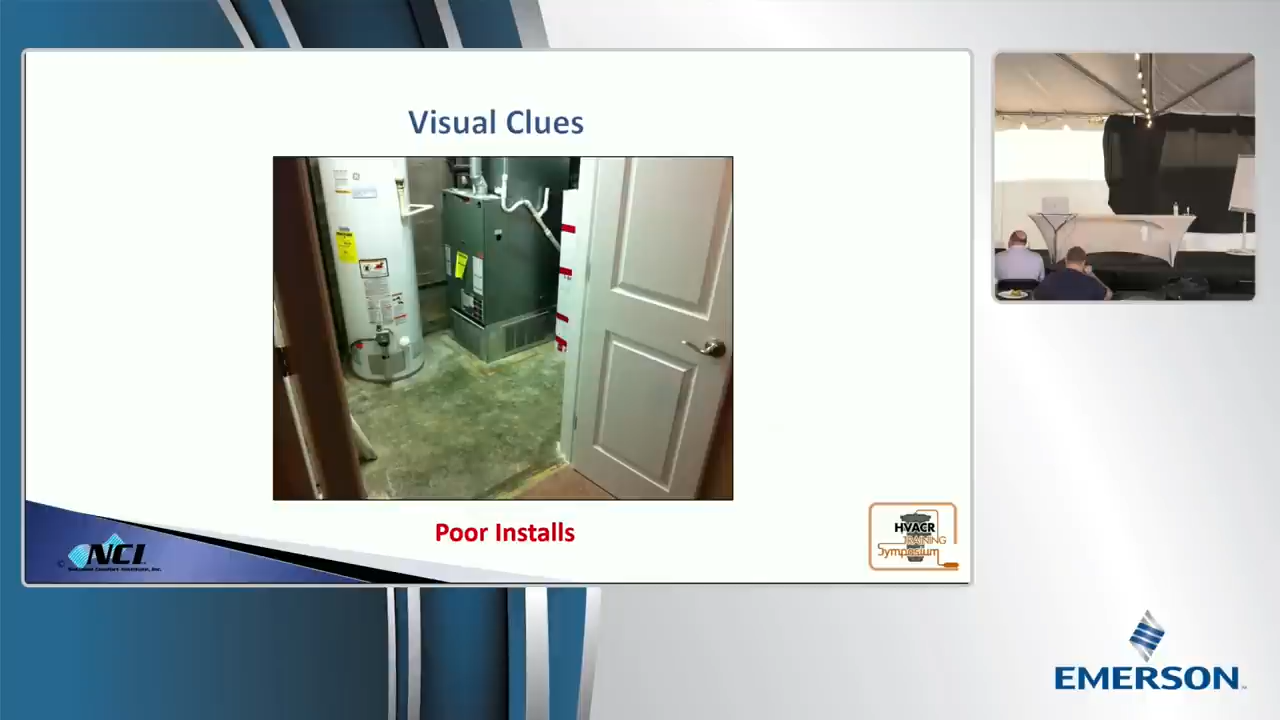 Visual Clues
Poor Installs
NCI
HVACR
TRAINING
Symposium
EMERSON